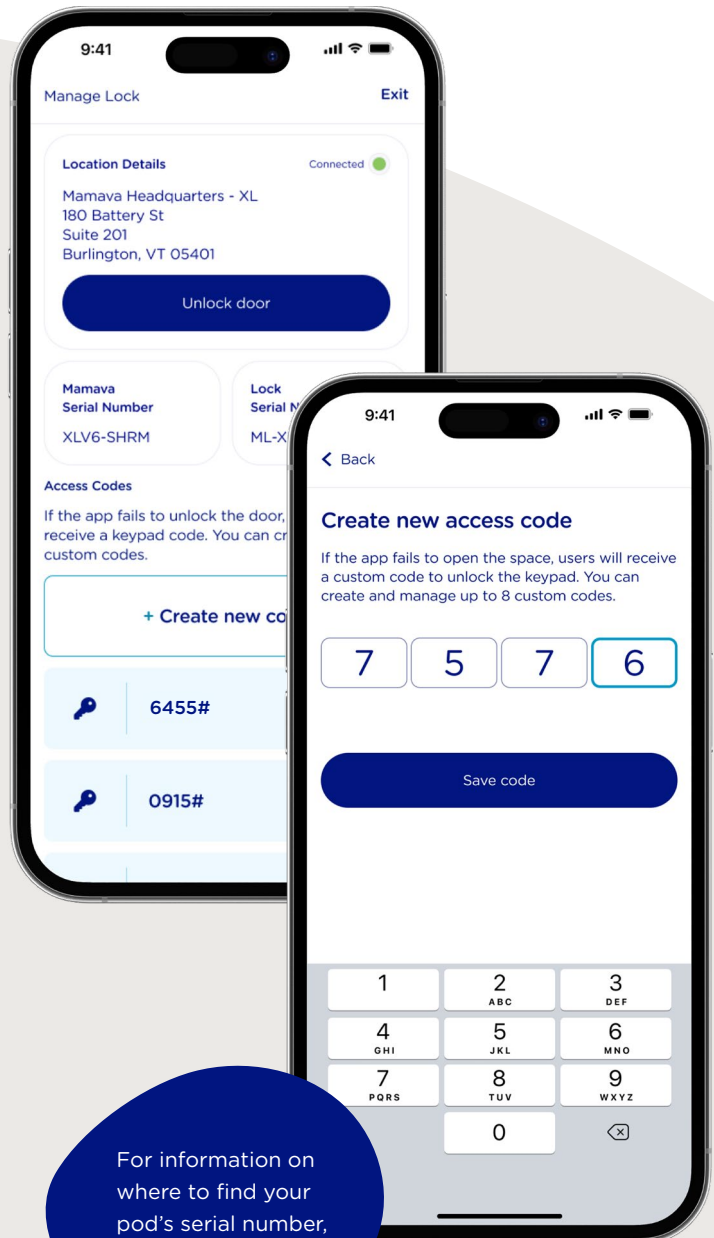 9:41
Manage Lock Exit
Location Details Connected
Mamava Headquarters - XL
180 Battery St
Suite 201
Burlington, VT 05401
Unlock door
Mamava
Serial Number
XLV6-SHRM
Lock
Serial N
ML-X
Access Codes
If the app fails to unlock the door,
receive a keypad code. You can cr
custom codes.
+ Create new co
6455#
0915#
9:41
Back
Create new access code
If the app fails to open the space, users will receive
a custom code to unlock the keypad. You can
create and manage up to 8 custom codes.
7 5 7 6
Save code
1 2 3
ABC DEF
4 5 6
GHI JKL MNO
7 8 9
PQRS TUV WXYZ
0
For information on
where to find your
pod's serial number,